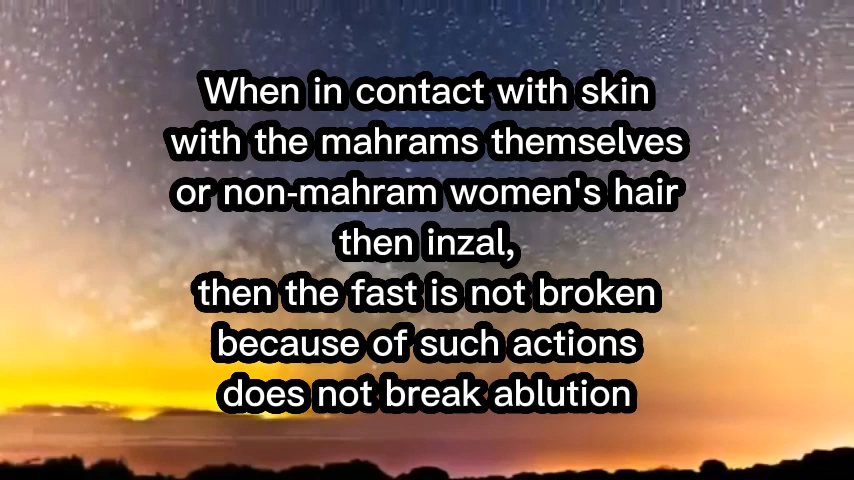 When in contact with skin
with the mahrams themselves
or non-mahram women's hair
then inzal,
then the fast is not broken
because of such actions
does not break ablution